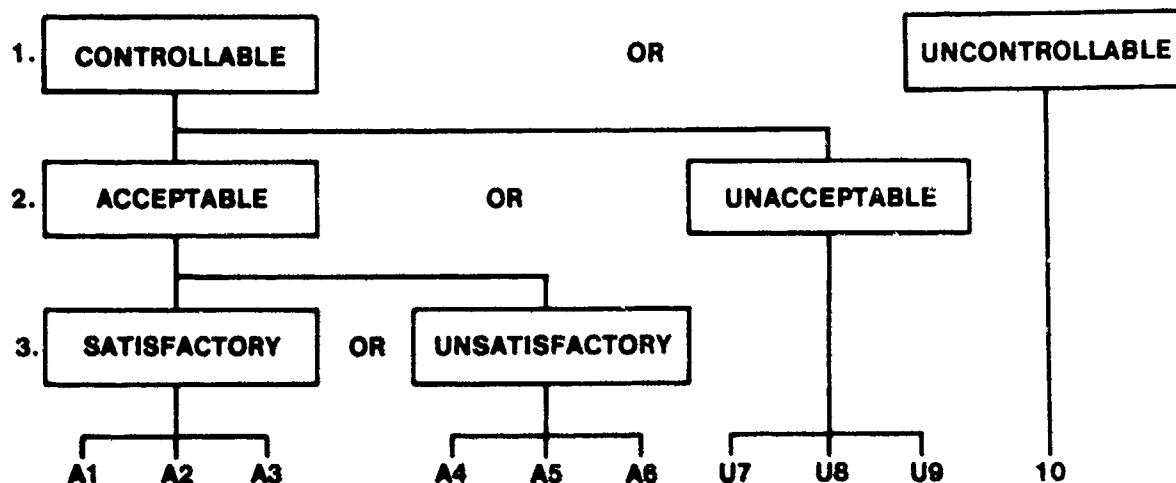 1. CONTROLLABLE OR UNCONTROLLABLE
2. ACCEPTABLE OR UNACCEPTABLE
3. SATISFACTORY OR UNSATISFACTORY
A1 A2 A3 A4 A5 A6 U7 U8 U9 10